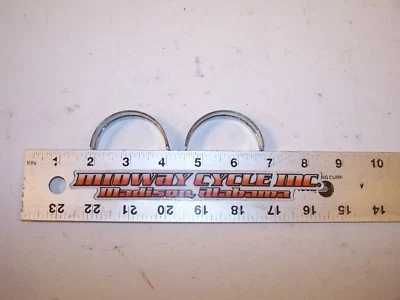 1 2 3 4 5 6 7 8 9 10
MIDWAY CYCLE INC.
Madison, Alabama
23 22 21 20 19 18 17 16 15 14